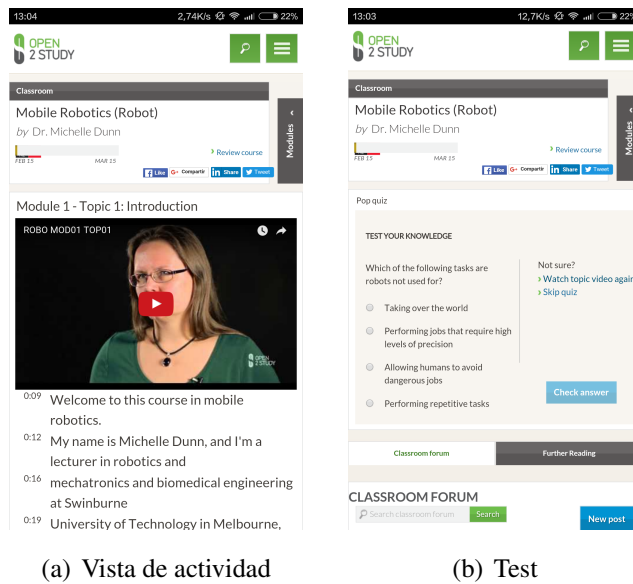 13:04 2,74K/s 22%
OPEN
2 STUDY
Classroom
Mobile Robotics (Robot)
by Dr. Michelle Dunn
FEB 15 MAR 15
› Review course
Modules
Like G+ Compartir in Share Tweet
Module 1 - Topic 1: Introduction
ROBO MOD01 TOP01
OPEN
2 STUDY
0:09 Welcome to this course in mobile
robotics.
0:12 My name is Michelle Dunn, and I'm a
lecturer in robotics and
0:16 mechatronics and biomedical engineering
at Swinburne
0:19 University of Technology in Melbourne,
(a) Vista de actividad
13:03 12,7K/s 22%
OPEN
2 STUDY
Classroom
Mobile Robotics (Robot)
by Dr. Michelle Dunn
FEB 15 MAR 15
› Review course
Modules
Like G+ Compartir in Share Tweet
Pop quiz
TEST YOUR KNOWLEDGE
Which of the following tasks are
robots not used for?
Taking over the world
Performing jobs that require high
levels of precision
Allowing humans to avoid
dangerous jobs
Performing repetitive tasks
Not sure?
› Watch topic video again
› Skip quiz
Check answer
Classroom forum Further Reading
CLASSROOM FORUM
Search classroom forum Search New post
(b) Test